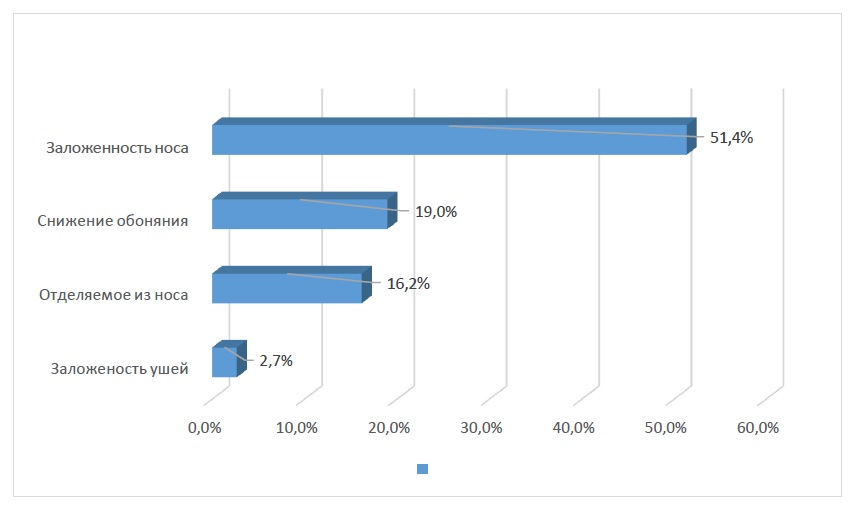 Заложенность носа
51,4%
Снижение обоняния
19,0%
Отделяемое из носа
16,2%
Заложеность ушей
2,7%
0,0% 10,0% 20,0% 30,0% 40,0% 50,0% 60,0%